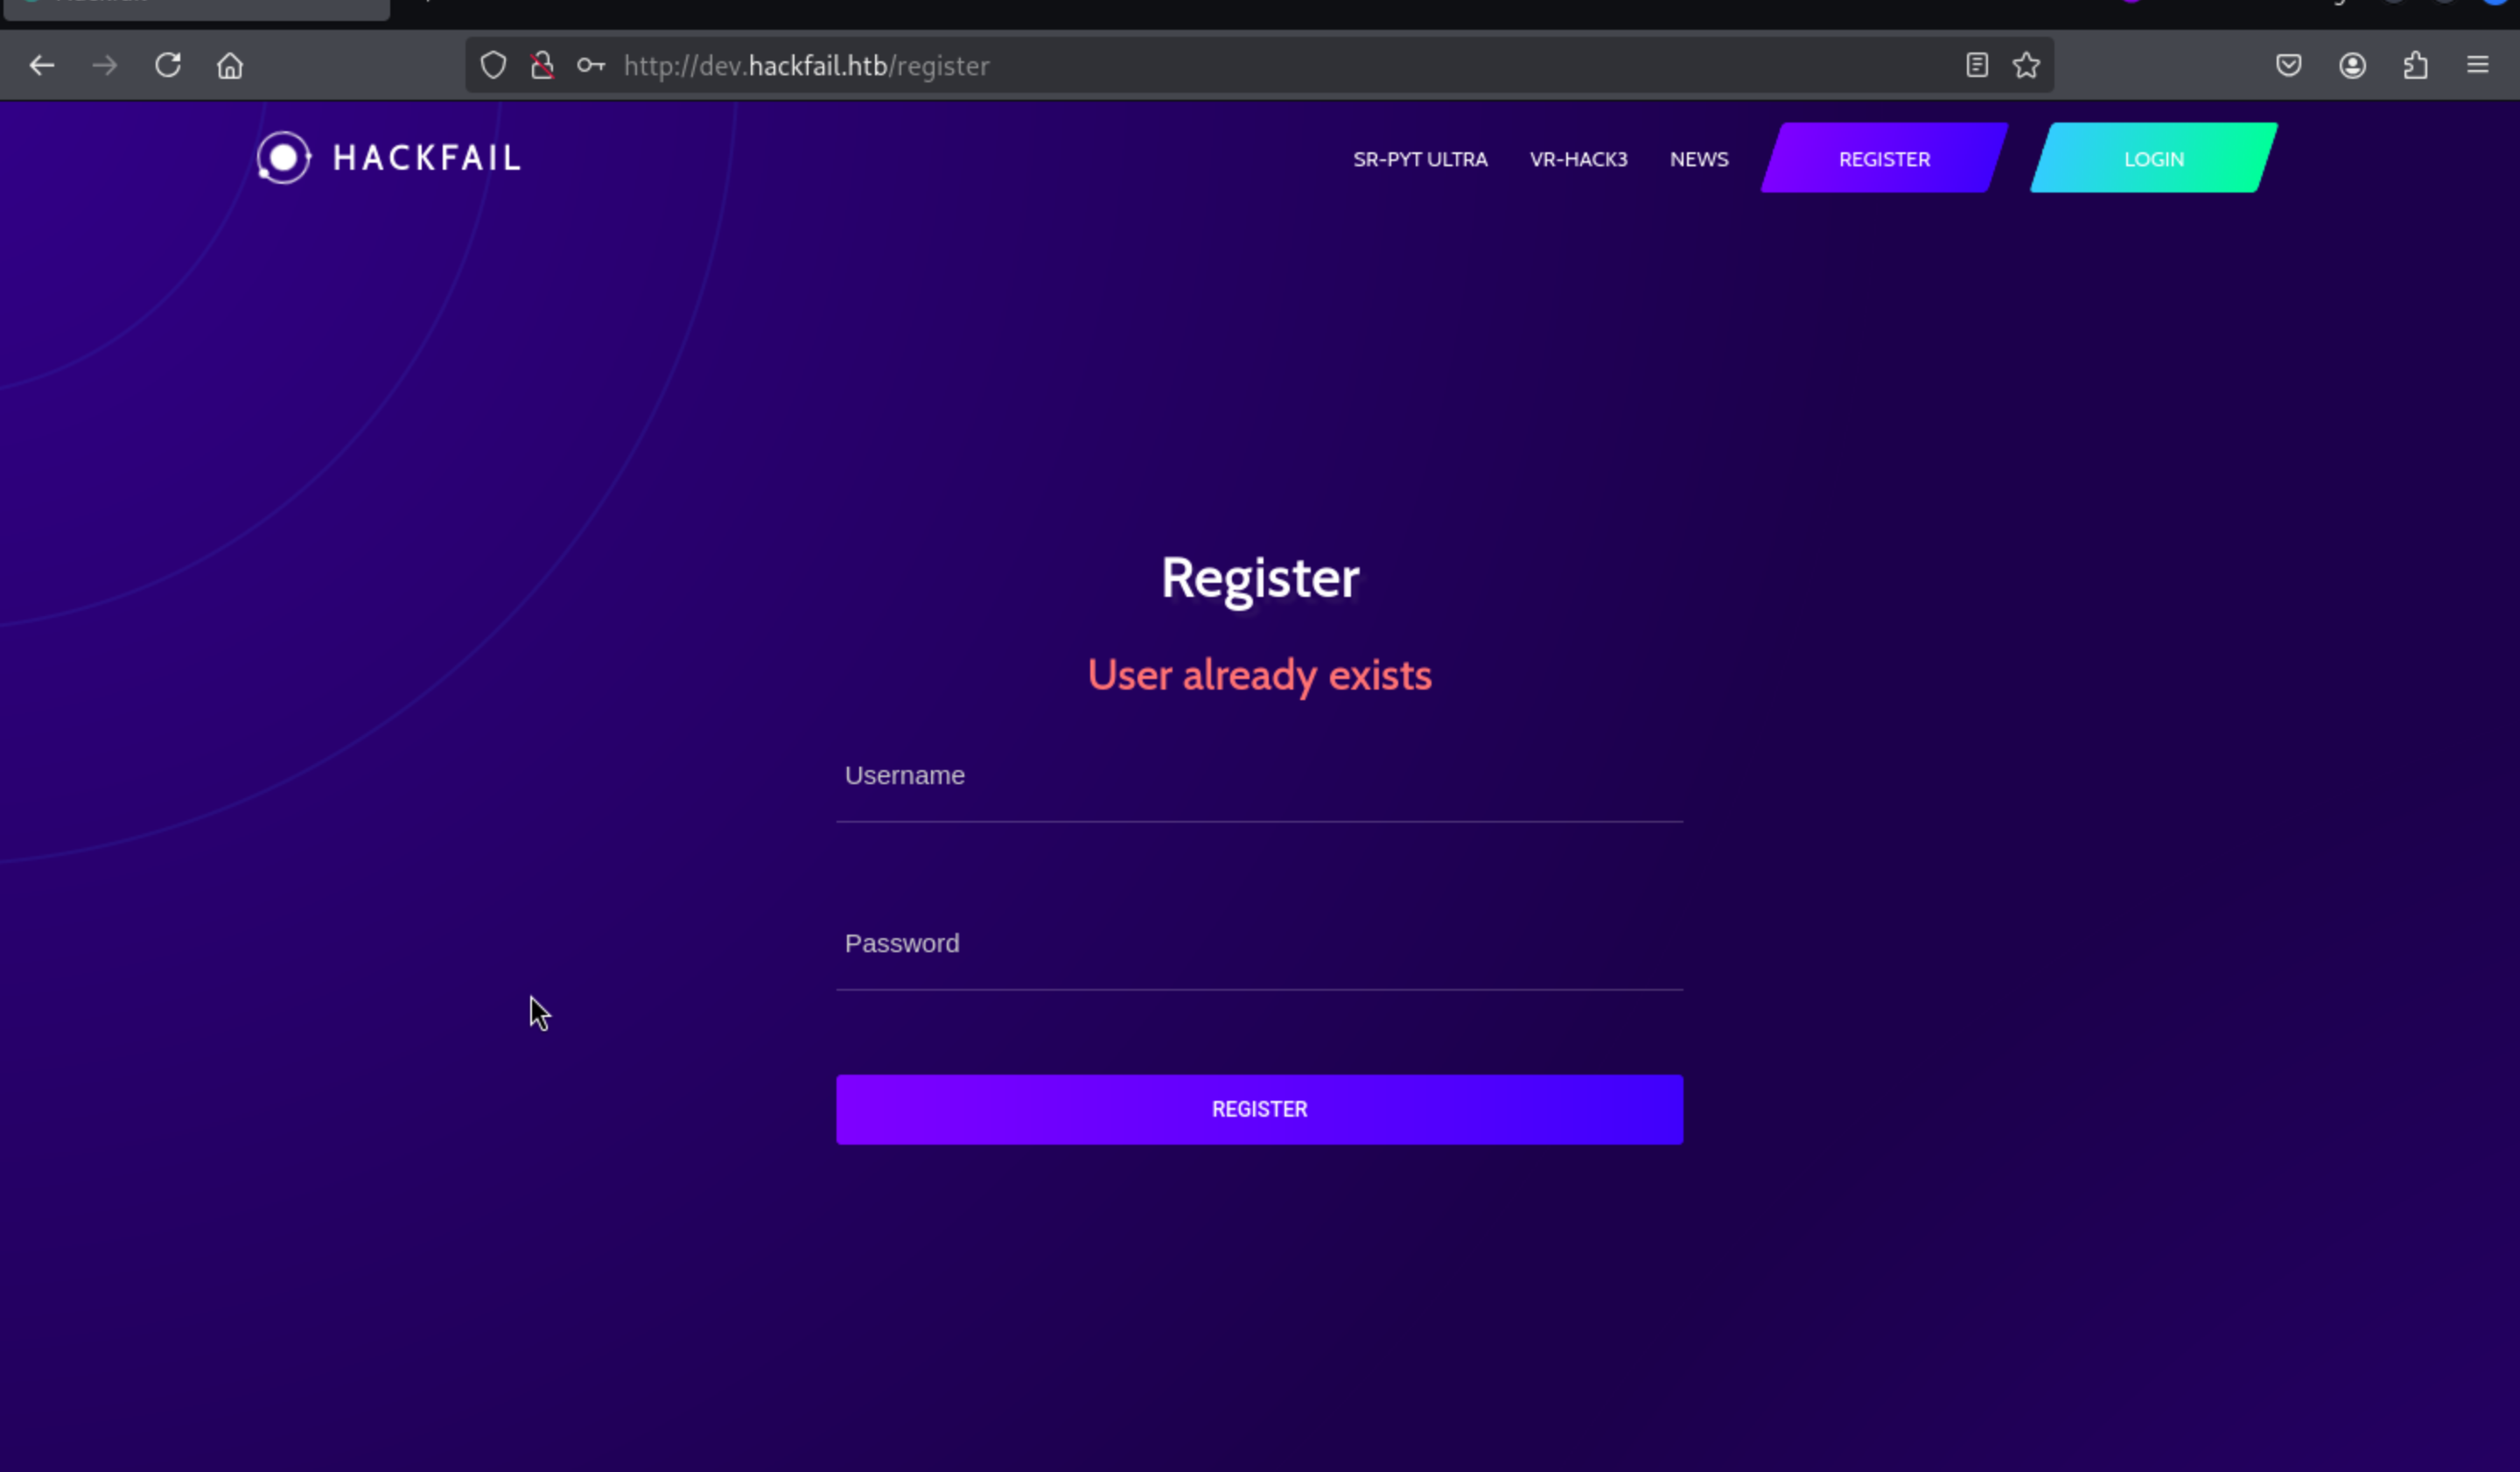 http://dev.hackfail.htb/register
HACKFAIL
SR-PYT ULTRA VR-HACK3 NEWS REGISTER LOGIN
Register
User already exists
Username
Password
REGISTER